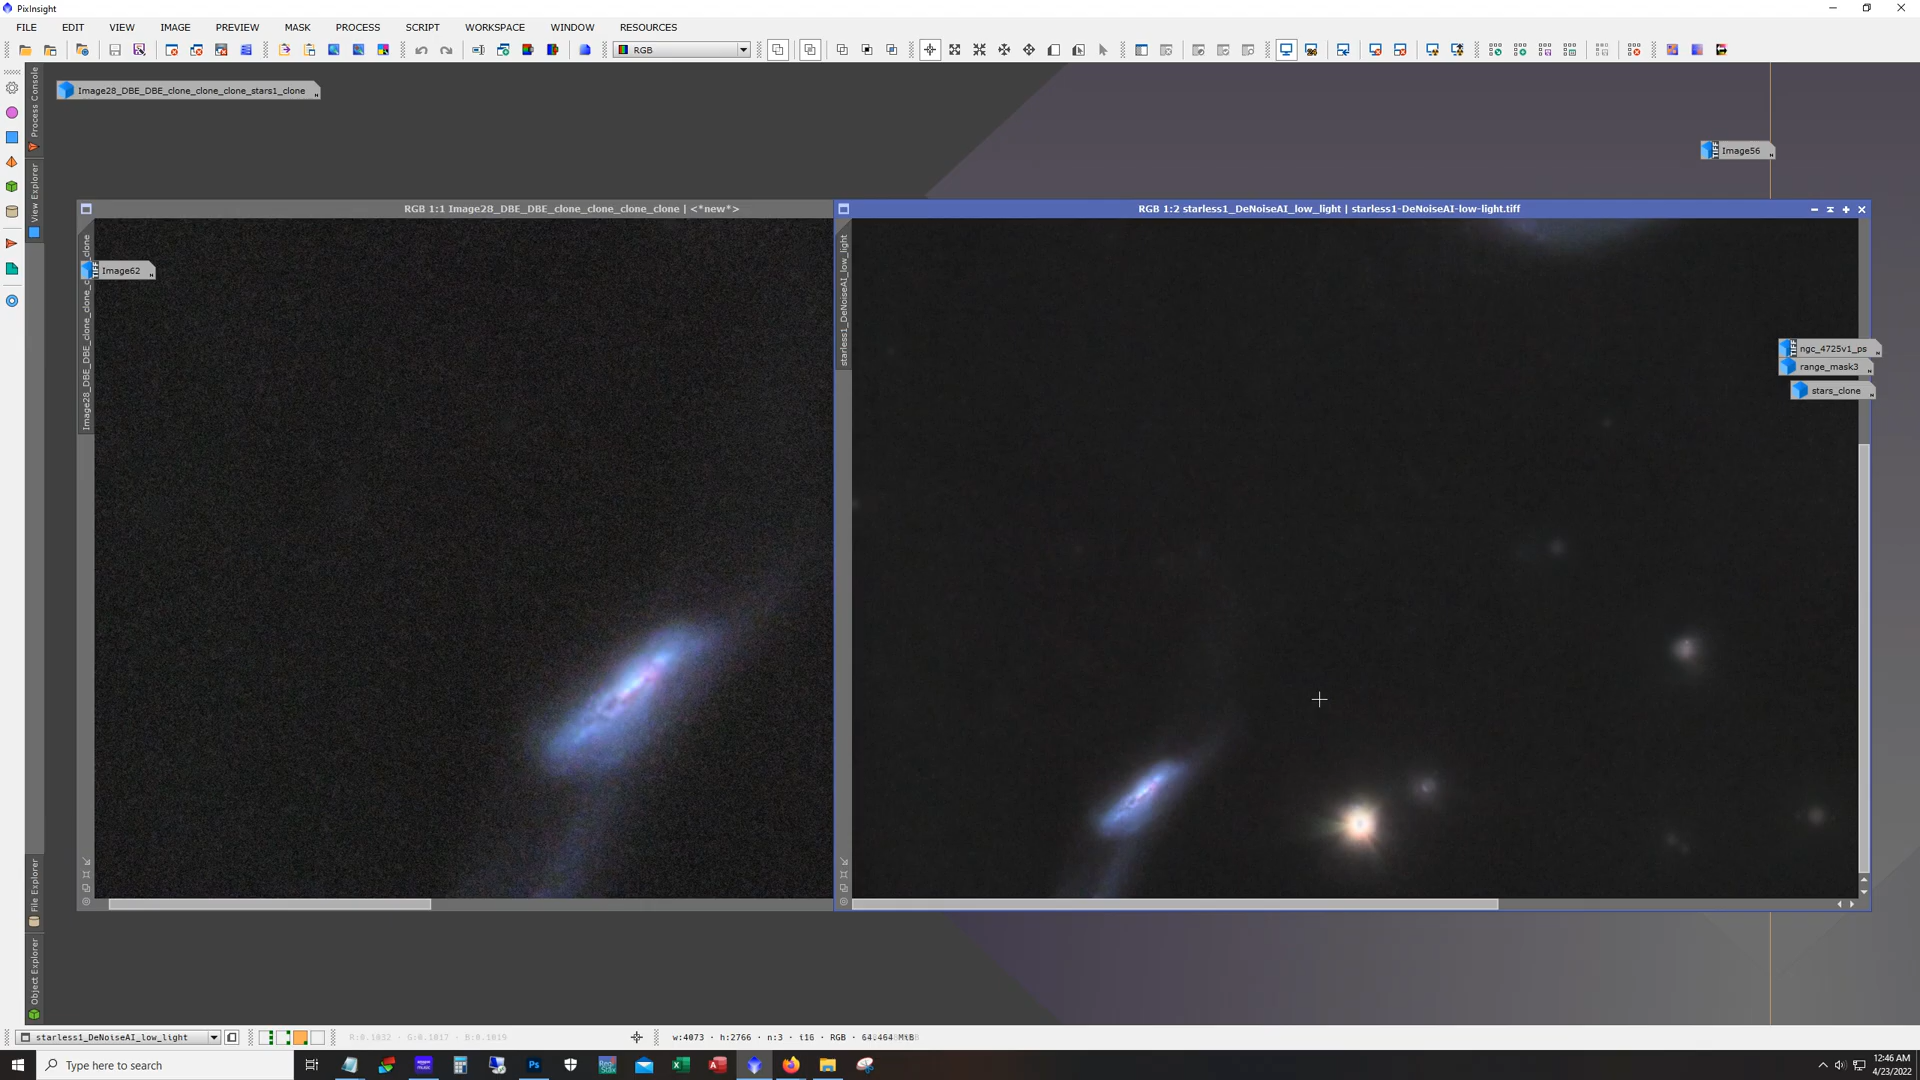 PixInsight
FILE EDIT VIEW IMAGE PREVIEW MASK PROCESS SCRIPT WORKSPACE WINDOW RESOURCES
RGB
Process Console
View Explorer
File Explorer
Object Explorer
Image28_DBE_DBE_clone_clone_clone_stars1_clone
Image56
RGB 1:1 Image28_DBE_DBE_clone_clone_clone_clone | <*new*>
RGB 1:2 starless1_DeNoiseAI_low_light | starless1-DeNoiseAI-low-light.tiff
Image62
starless1_DeNoiseAI_low_light
ngc_4725v1_ps
range_mask3
stars_clone
starless1_DeNoiseAI_low_light
w:4073 · h:2766 · n:3 · i16 · RGB ·
Type here to search
12:46 AM
4/23/2022